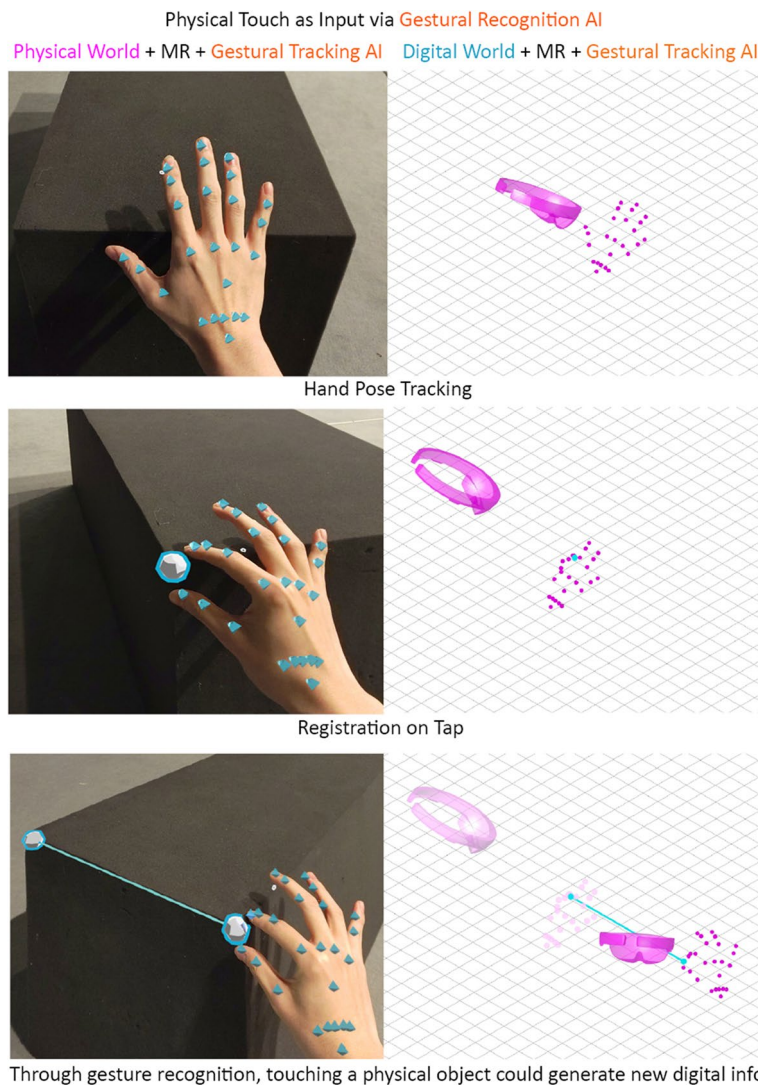 Physical Touch as Input via Gestural Recognition AI
Physical World + MR + Gestural Tracking AI
Digital World + MR + Gestural Tracking AI
Hand Pose Tracking
Registration on Tap
Through gesture recognition, touching a physical object could generate new digital info